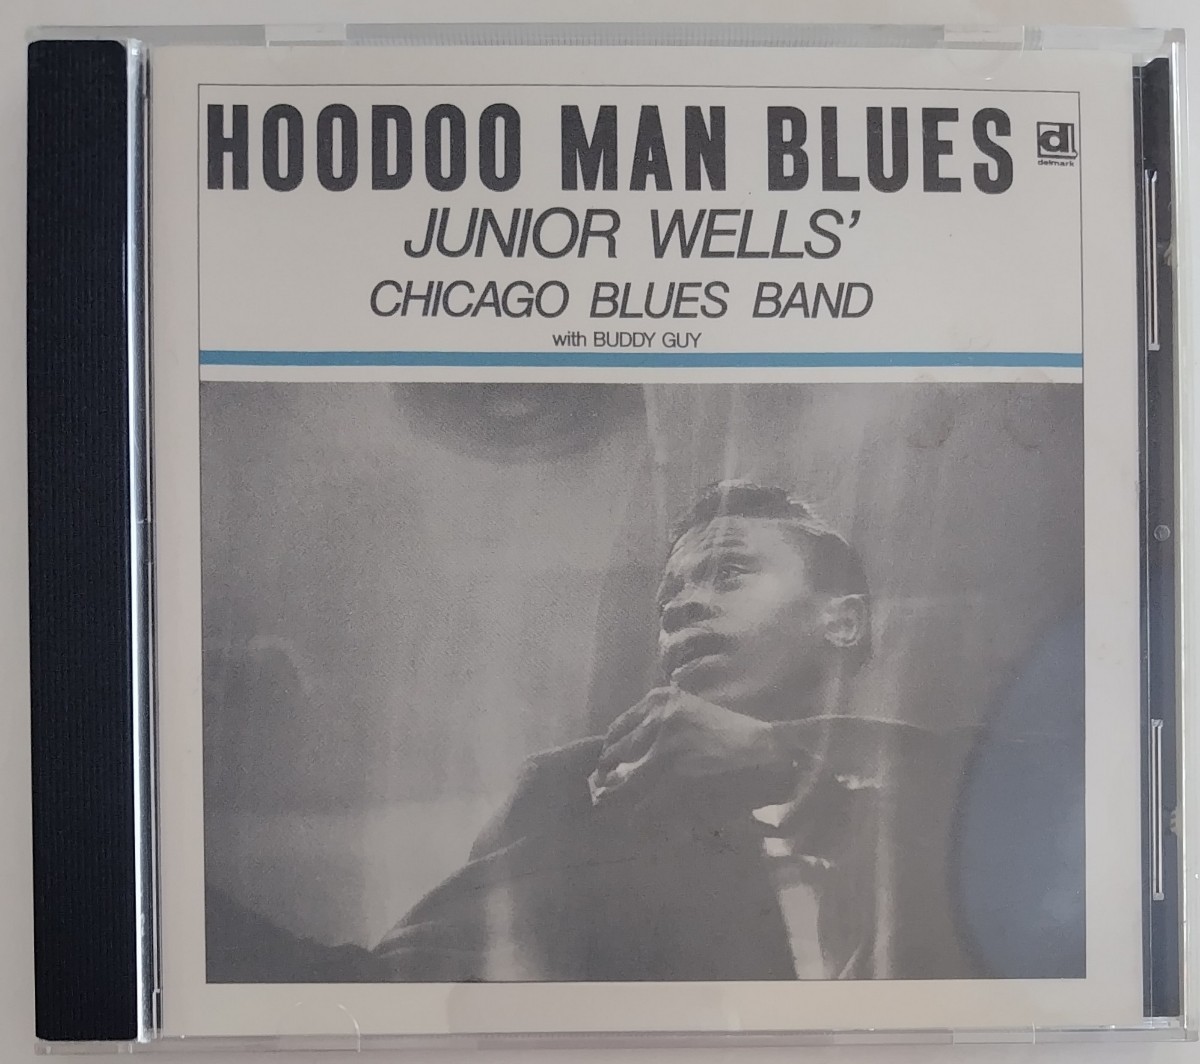 HOODOO MAN BLUES
d
delmark
JUNIOR WELLS'
CHICAGO BLUES BAND
with BUDDY GUY